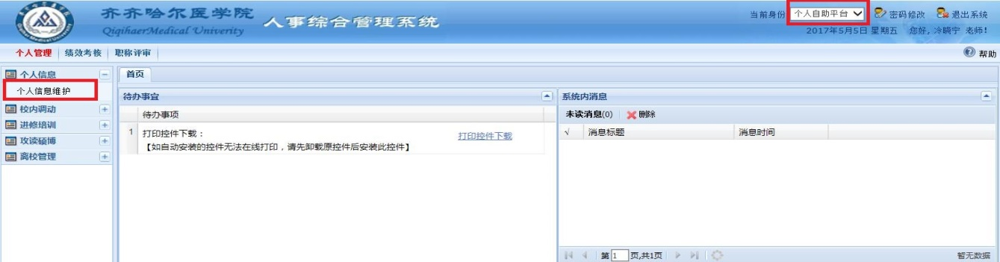 齐齐哈尔医学院
QiqihaerMedical Univerity
人事综合管理系统
当前身份 个人自助平台 密码修改 退出系统
2017年5月5日 星期五 您好, 冷晓宁 老师!
个人管理 绩效考核 职称评审
帮助
个人信息
个人信息维护
校内调动
进修培训
攻读硕博
离校管理
首页
待办事宜
待办事项
1 打印控件下载： 打印控件下载
【如自动安装的控件无法在线打印，请先卸载原控件后安装此控件】
系统内消息
未读消息(0) 删除
√ 消息标题 消息时间
第 1 页,共1页
暂无数据